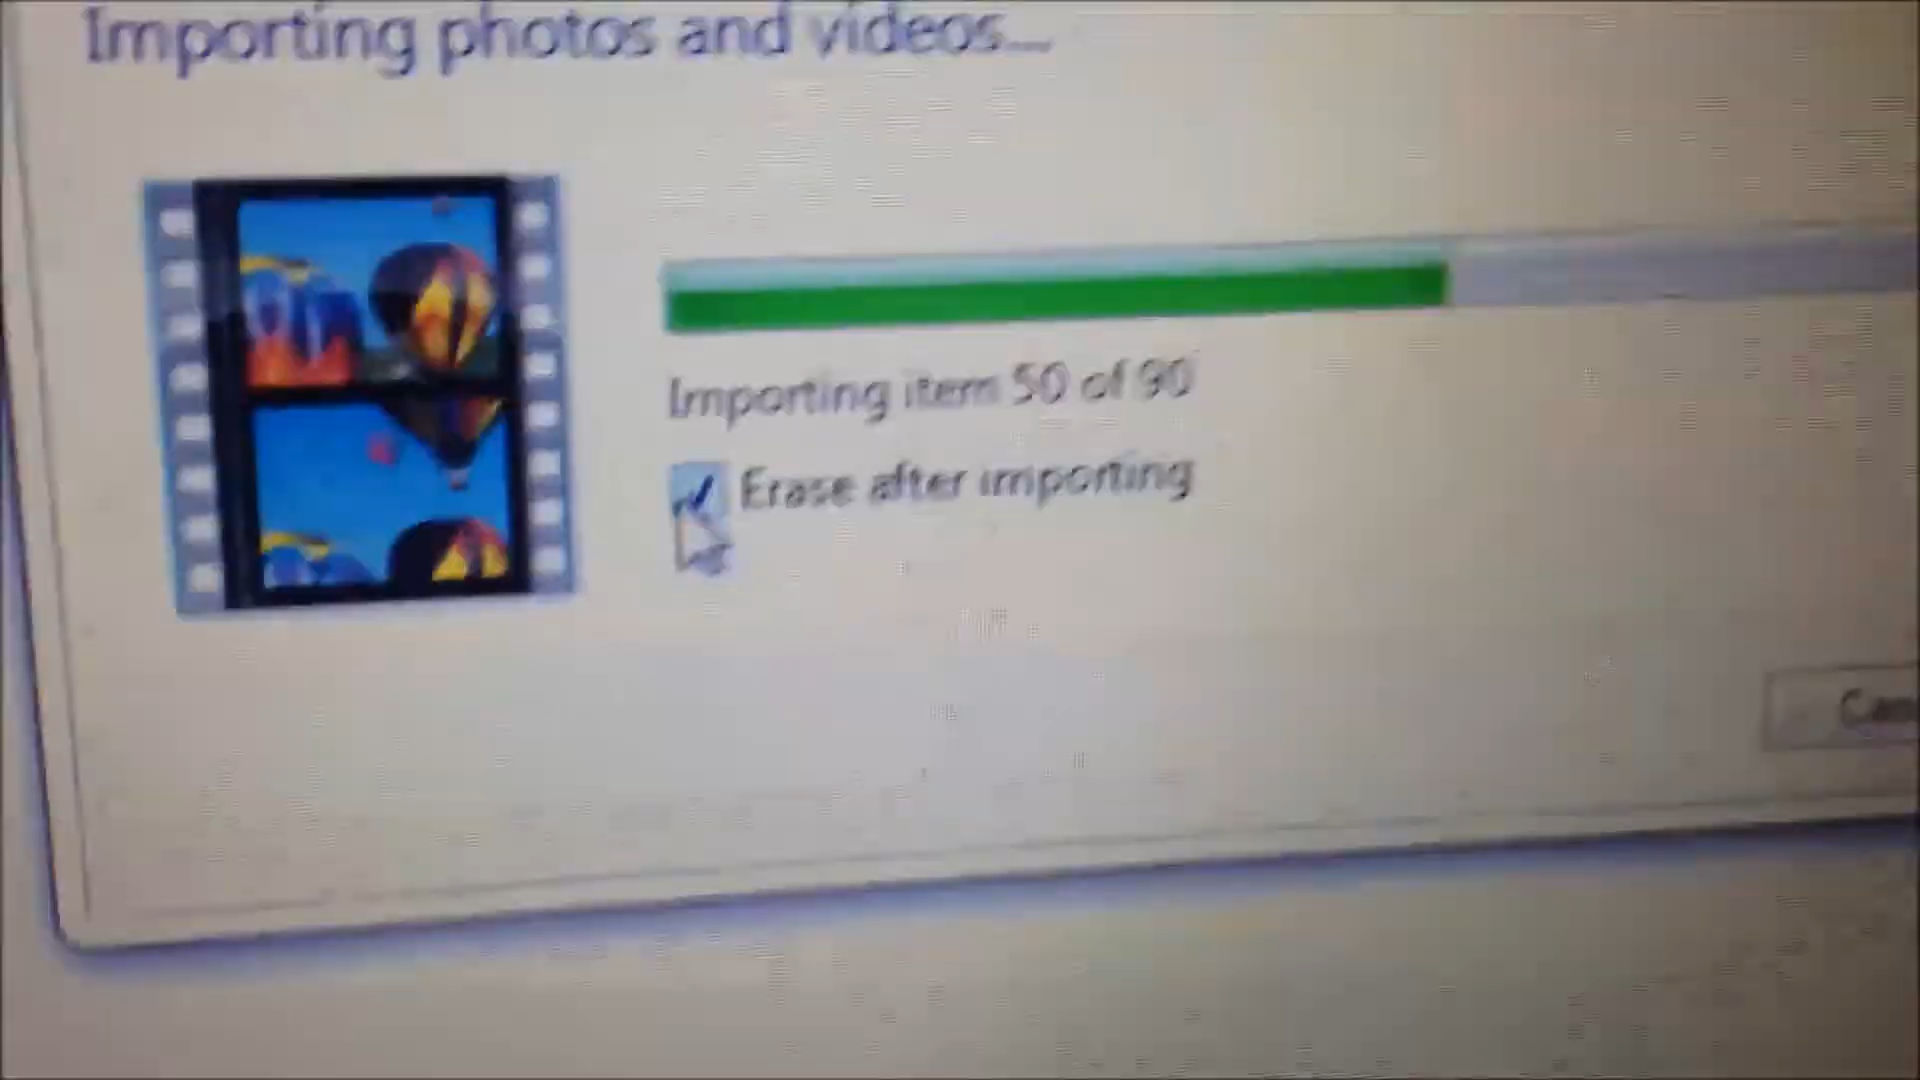 Importing photos and videos...
Importing item 50 of 90
Erase after importing